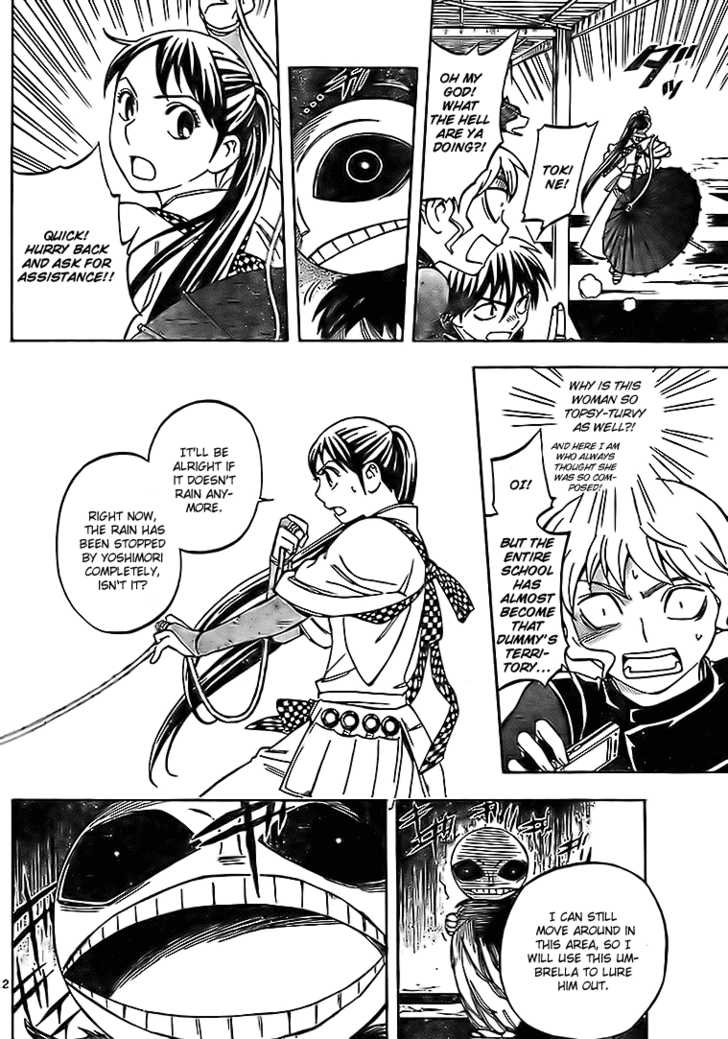 OH MY
GOD!
WHAT
THE HELL
ARE YA
DOING?!
TOKI
NE!
ダッ
QUICK!
HURRY BACK
AND ASK FOR
ASSISTANCE!!
WHY IS THIS
WOMAN SO
TOPSY-TURVY
AS WELL?!
AND HERE I AM
WHO ALWAYS
THOUGHT SHE
WAS SO COM-
POSED!
OI!
BUT THE
ENTIRE
SCHOOL
HAS
ALMOST
BECOME
THAT
DUMMY'S
TERRI-
TORY...
IT'LL BE
ALRIGHT IF
IT DOESN'T
RAIN ANY-
MORE.
RIGHT NOW,
THE RAIN HAS
BEEN STOPPED
BY YOSHIMORI
COMPLETELY,
ISN'T IT?
I CAN STILL
MOVE AROUND
IN THIS
AREA, SO I
WILL USE
THIS UM-
BRELLA TO LURE
HIM OUT.
2